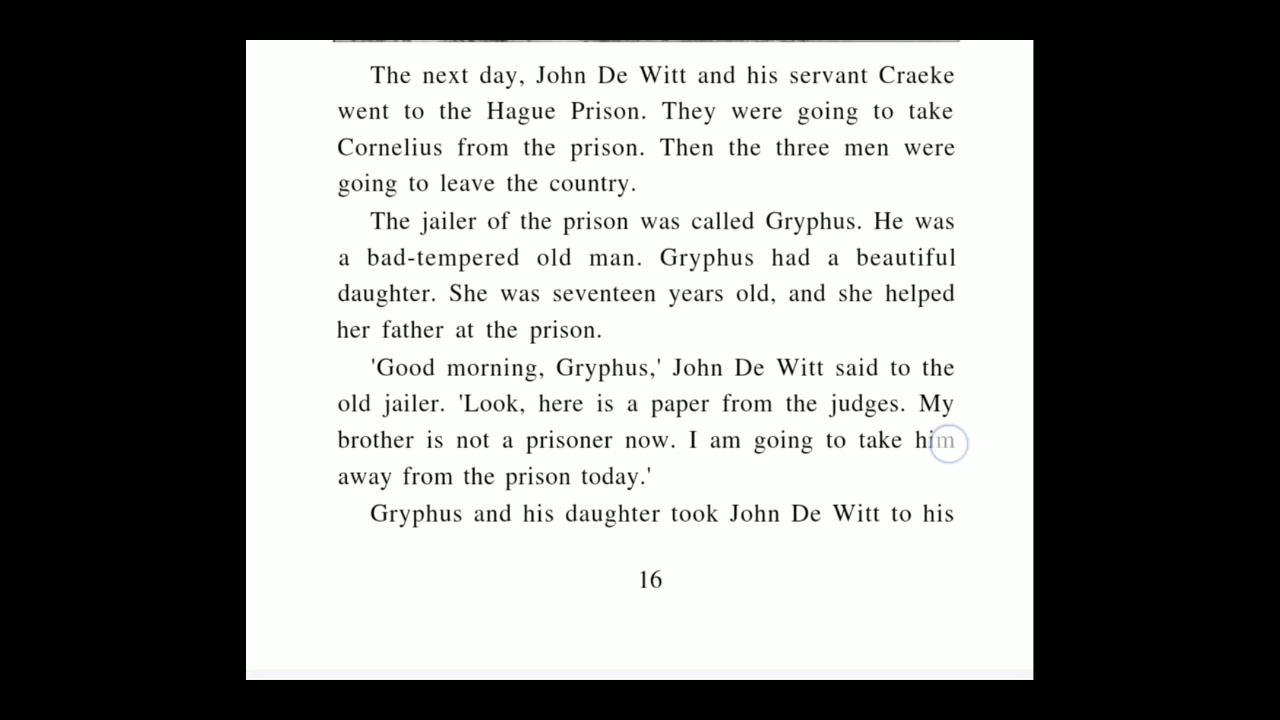 The next day, John De Witt and his servant Craeke
went to the Hague Prison. They were going to take
Cornelius from the prison. Then the three men were
going to leave the country.
The jailer of the prison was called Gryphus. He was
a bad-tempered old man. Gryphus had a beautiful
daughter. She was seventeen years old, and she helped
her father at the prison.
'Good morning, Gryphus,' John De Witt said to the
old jailer. 'Look, here is a paper from the judges. My
brother is not a prisoner now. I am going to take him
away from the prison today.'
Gryphus and his daughter took John De Witt to his
16